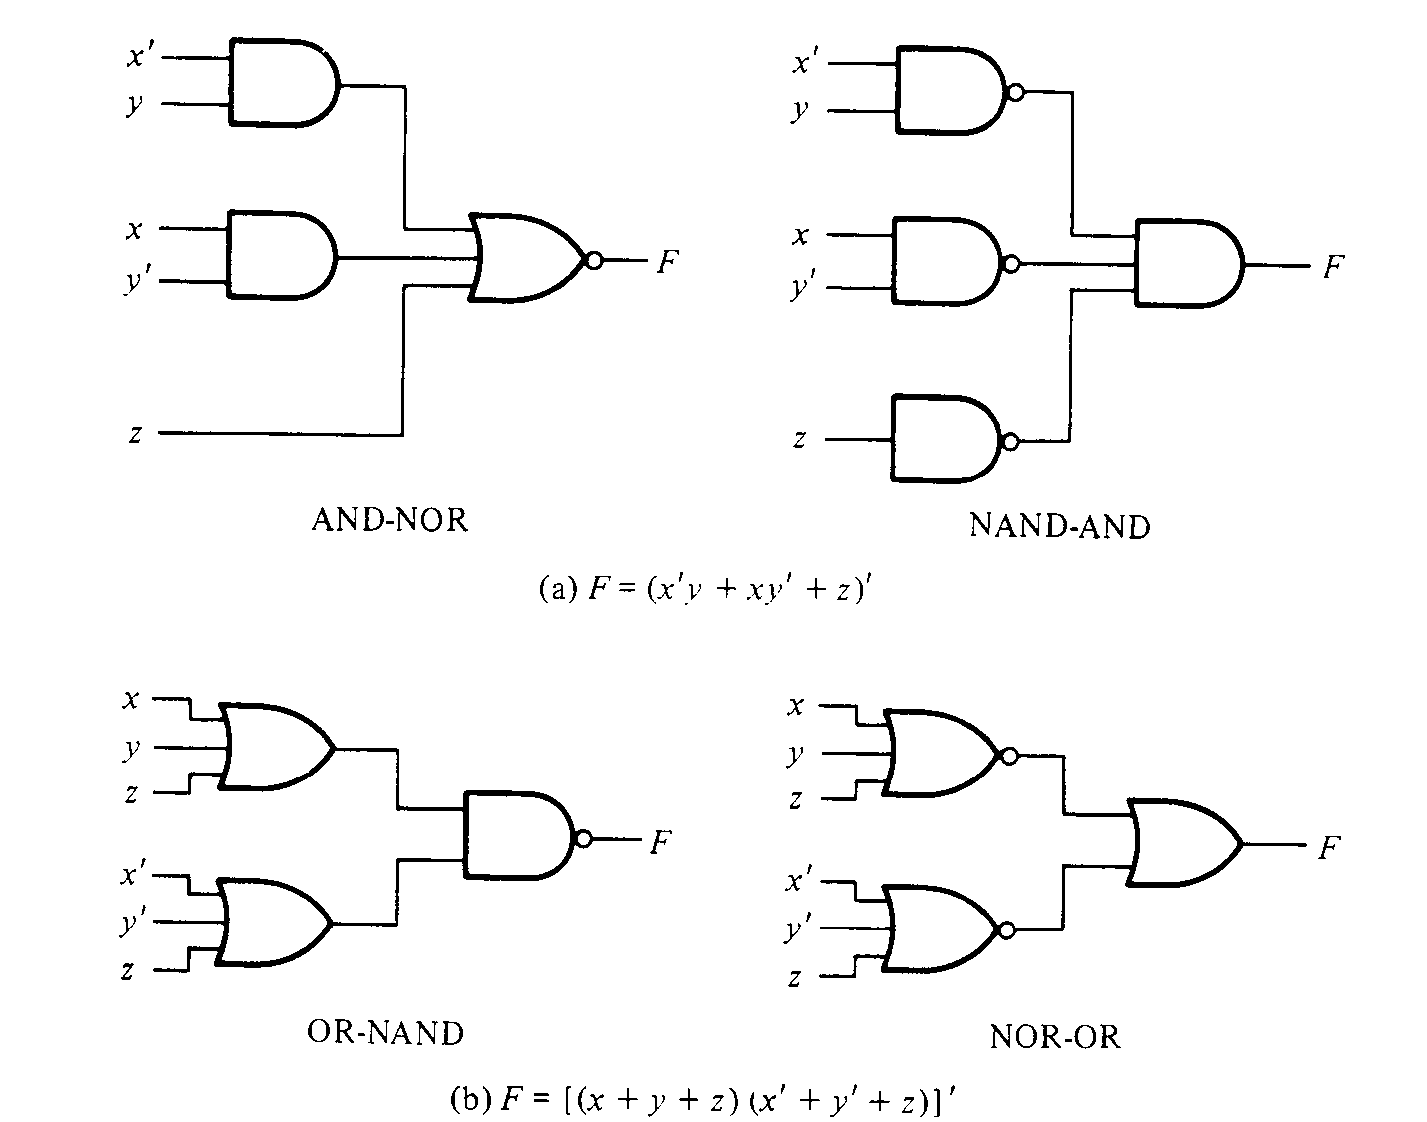 x′
y
x
y′
z
F
AND-NOR
x′
y
x
y′
z
F
NAND-AND
(a) F = (x′y + xy′ + z)′
x
y
z
x′
y′
z
F
OR-NAND
x
y
z
x′
y′
z
F
NOR-OR
(b) F = [(x + y + z) (x′ + y′ + z)]′